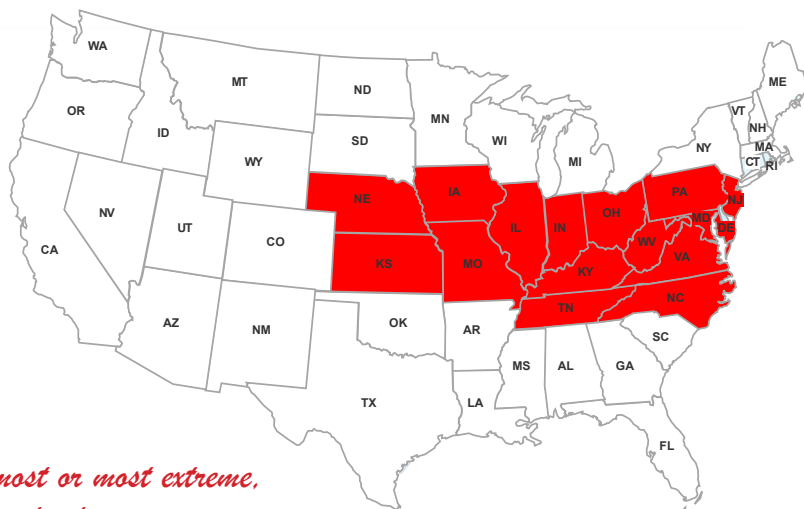 WA
MT
ND
MN
ME
OR
ID
SD
WI
MI
VT
NH
NY
MA
CT
RI
WY
NE
IA
PA
NJ
NV
UT
CO
IL
IN
OH
MD
DE
CA
KS
MO
WV
VA
KY
AZ
NM
OK
AR
TN
NC
SC
TX
LA
MS
AL
GA
FL
most or most extreme,